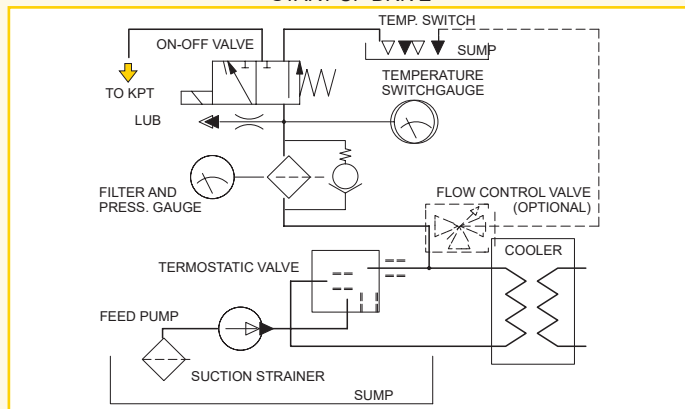 TEMP. SWITCH
ON-OFF VALVE
SUMP
TO KPT
TEMPERATURE
SWITCHGAUGE
LUB
FILTER AND
PRESS. GAUGE
FLOW CONTROL VALVE
(OPTIONAL)
COOLER
TERMOSTATIC VALVE
FEED PUMP
SUCTION STRAINER
SUMP